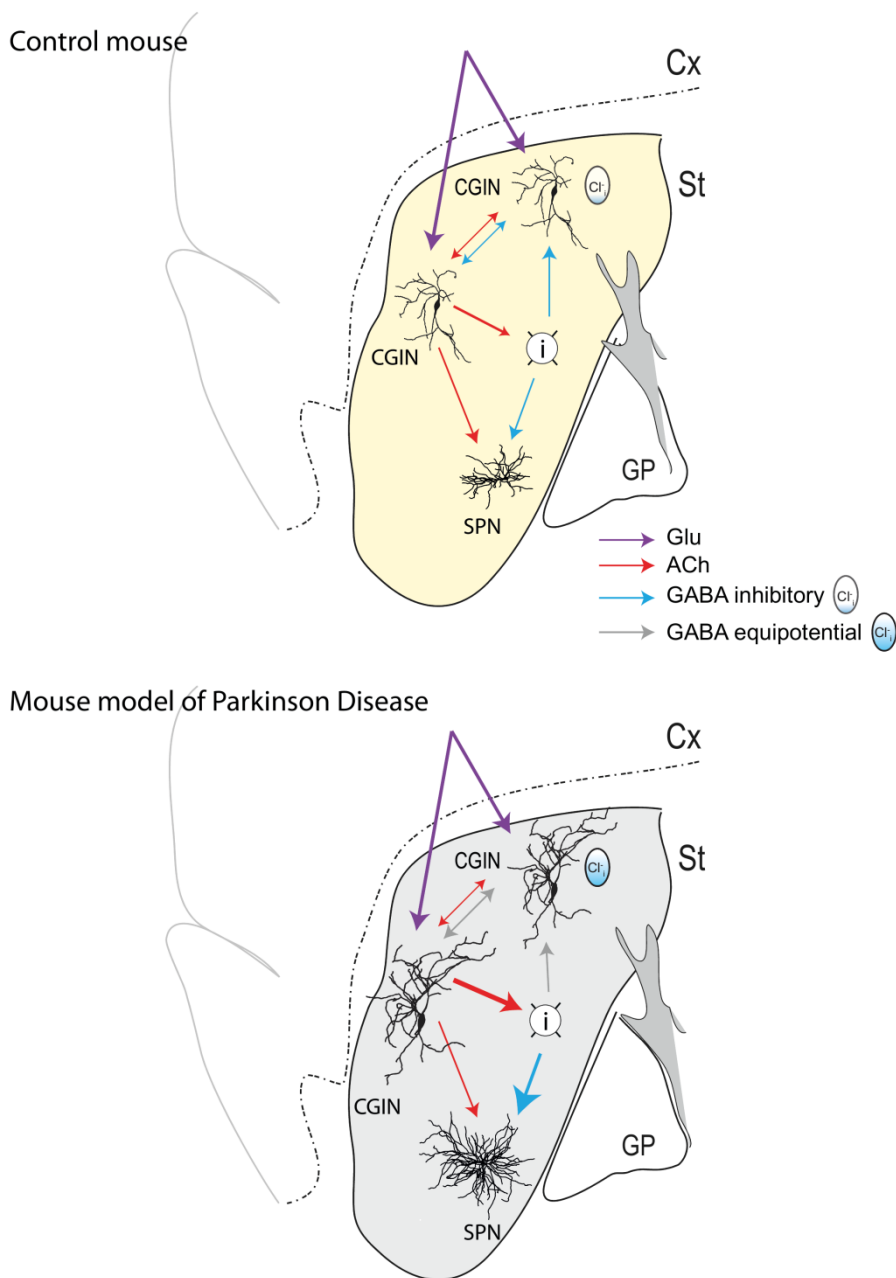 Control mouse
Cx
CGIN
Cl-i
St
CGIN
i
GP
SPN
Glu
ACh
GABA inhibitory Cl-i
GABA equipotential Cl-i
Mouse model of Parkinson Disease
Cx
CGIN
Cl-i
St
i
CGIN
GP
SPN